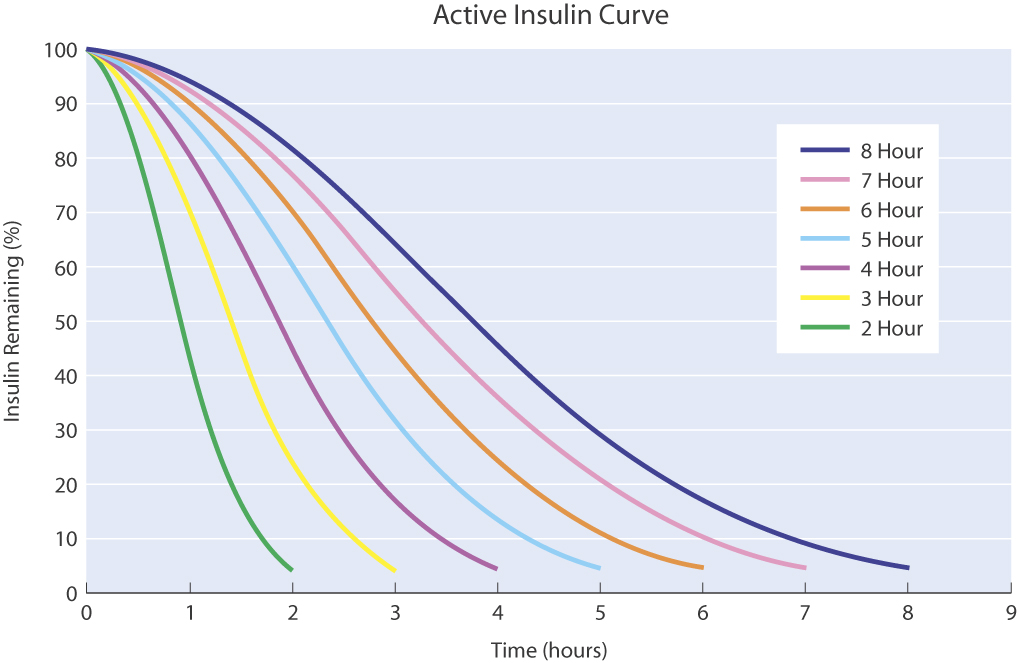 Active Insulin Curve
Insulin Remaining (%)
100
90
80
70
60
50
40
30
20
10
0
8 Hour
7 Hour
6 Hour
5 Hour
4 Hour
3 Hour
2 Hour
0 1 2 3 4 5 6 7 8 9
Time (hours)